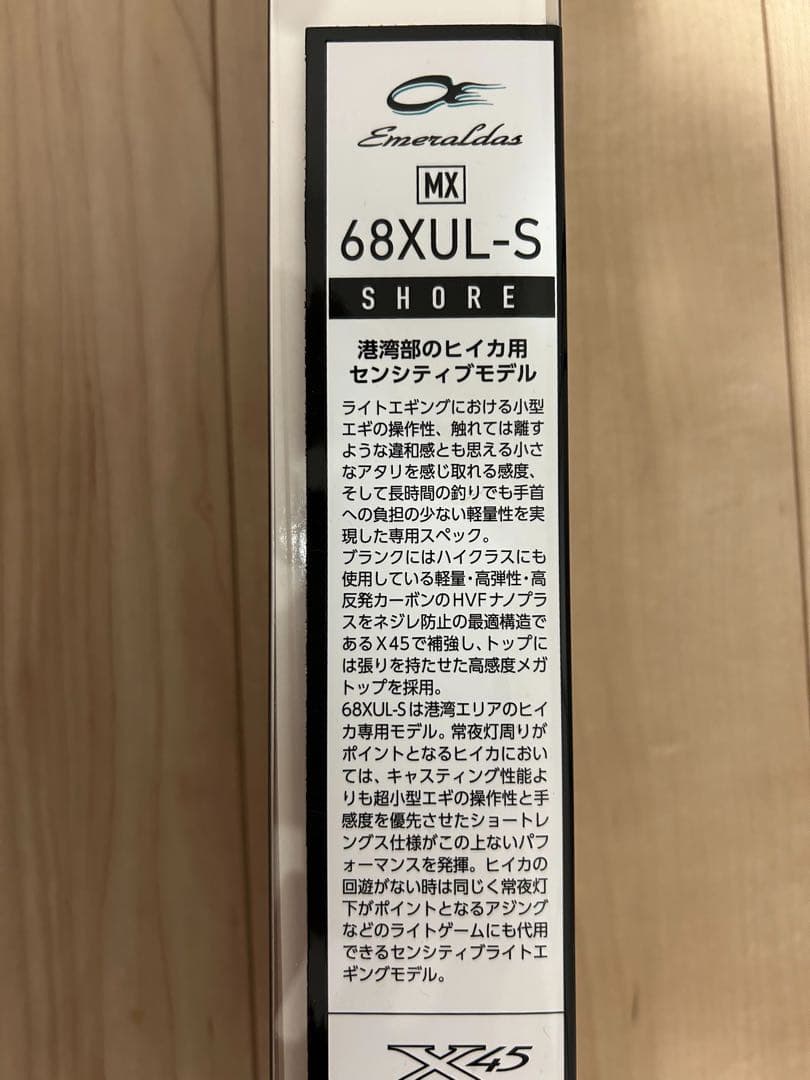 Emeraldas
MX
68XUL-S
SHORE
港湾部のヒイカ用
センシティブモデル
ライトエギングにおける小型
エギの操作性、触れては離す
ような違和感とも思える小さ
なアタリを感じ取れる感度、
そして長時間の釣りでも手首
への負担の少ない軽量性を実
現した専用スペック。
ブランクにはハイクラスにも
使用している軽量・高弾性・高
反発カーボンのHVFナノプラ
スをネジレ防止の最適構造で
あるX45で補強し、トップに
は張りを持たせた高感度メガ
トップを採用。
68XUL-Sは港湾エリアのヒイ
カ専用モデル。常夜灯周りが
ポイントとなるヒイカにおい
ては、キャスティング性能よ
りも超小型エギの操作性と手
感度を優先させたショートレ
ングス仕様がこの上ないパフ
ォーマンスを発揮。ヒイカの
回遊がない時は同じく常夜灯
下がポイントとなるアジング
などのライトゲームにも代用
できるセンシティブライトエ
ギングモデル。
X45